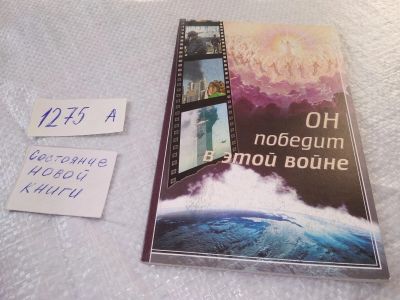 1275 А
Состояние
НОВОЙ
КНИГИ
ОН
победит
в этой войне